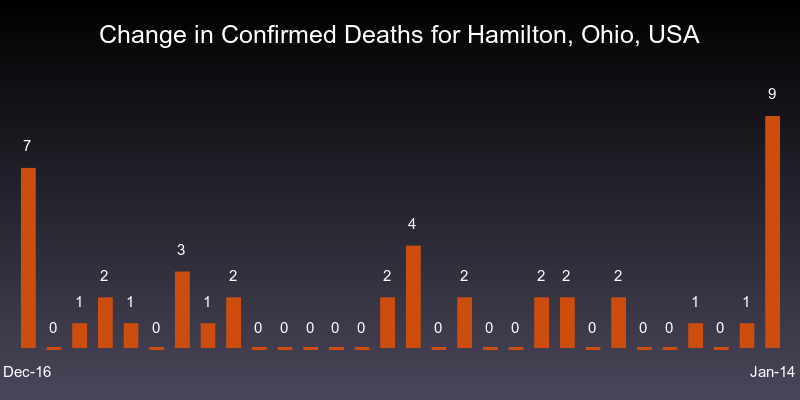 Change in Confirmed Deaths for Hamilton, Ohio, USA
7 0 1 2 1 0 3 1 2 0 0 0 0 0 2 4 0 2 0 0 2 2 0 2 0 0 1 0 1 9
Dec-16 Jan-14